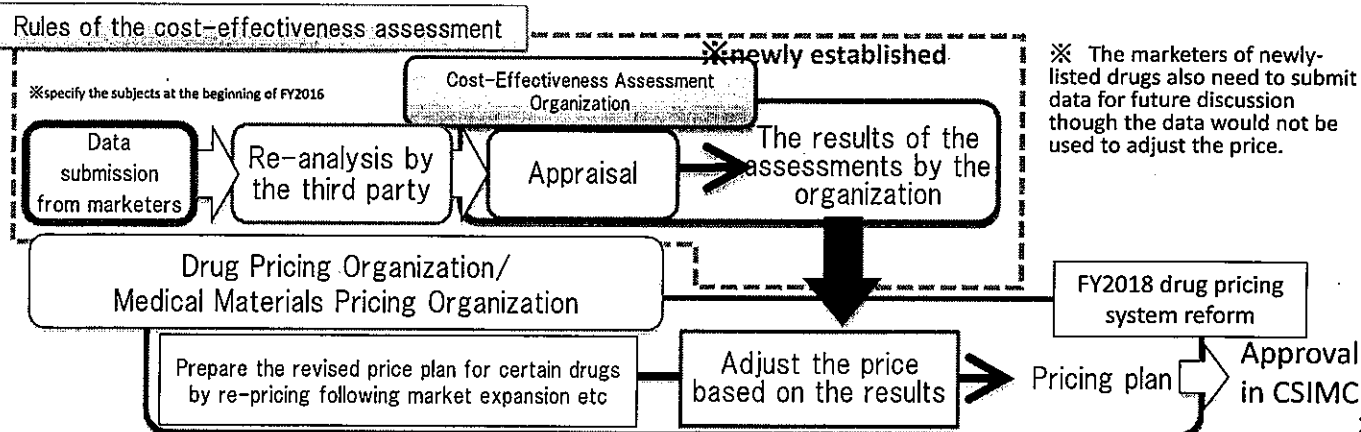 Rules of the cost-effectiveness assessment
※newly established
※specify the subjects at the beginning of FY2016
Cost-Effectiveness Assessment
Organization
Data
submission
from marketers
Re-analysis by
the third party
Appraisal
The results of the
assessments by the
organization
※ The marketers of newly-
listed drugs also need to submit
data for future discussion
though the data would not be
used to adjust the price.
Drug Pricing Organization/
Medical Materials Pricing Organization
FY2018 drug pricing
system reform
Prepare the revised price plan for certain drugs
by re-pricing following market expansion etc
Adjust the price
based on the results
Pricing plan
Approval
in CSIMC